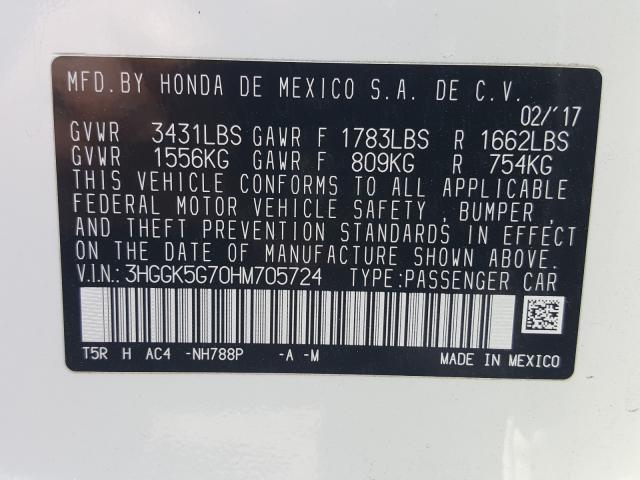 MFD. BY HONDA DE MEXICO S.A. DE C.V.
02/'17
GVWR 3431LBS GAWR F 1783LBS R 1662LBS
GVWR 1556KG GAWR F 809KG R 754KG
THIS VEHICLE CONFORMS TO ALL APPLICABLE
FEDERAL MOTOR VEHICLE SAFETY , BUMPER ,
AND THEFT PREVENTION STANDARDS IN EFFECT
ON THE DATE OF MANUFACTURE SHOWN ABOVE.
V.I.N.: 3HGGK5G70HM705724 TYPE:PASSENGER CAR
T5R H AC4 -NH788P -A -M MADE IN MEXICO